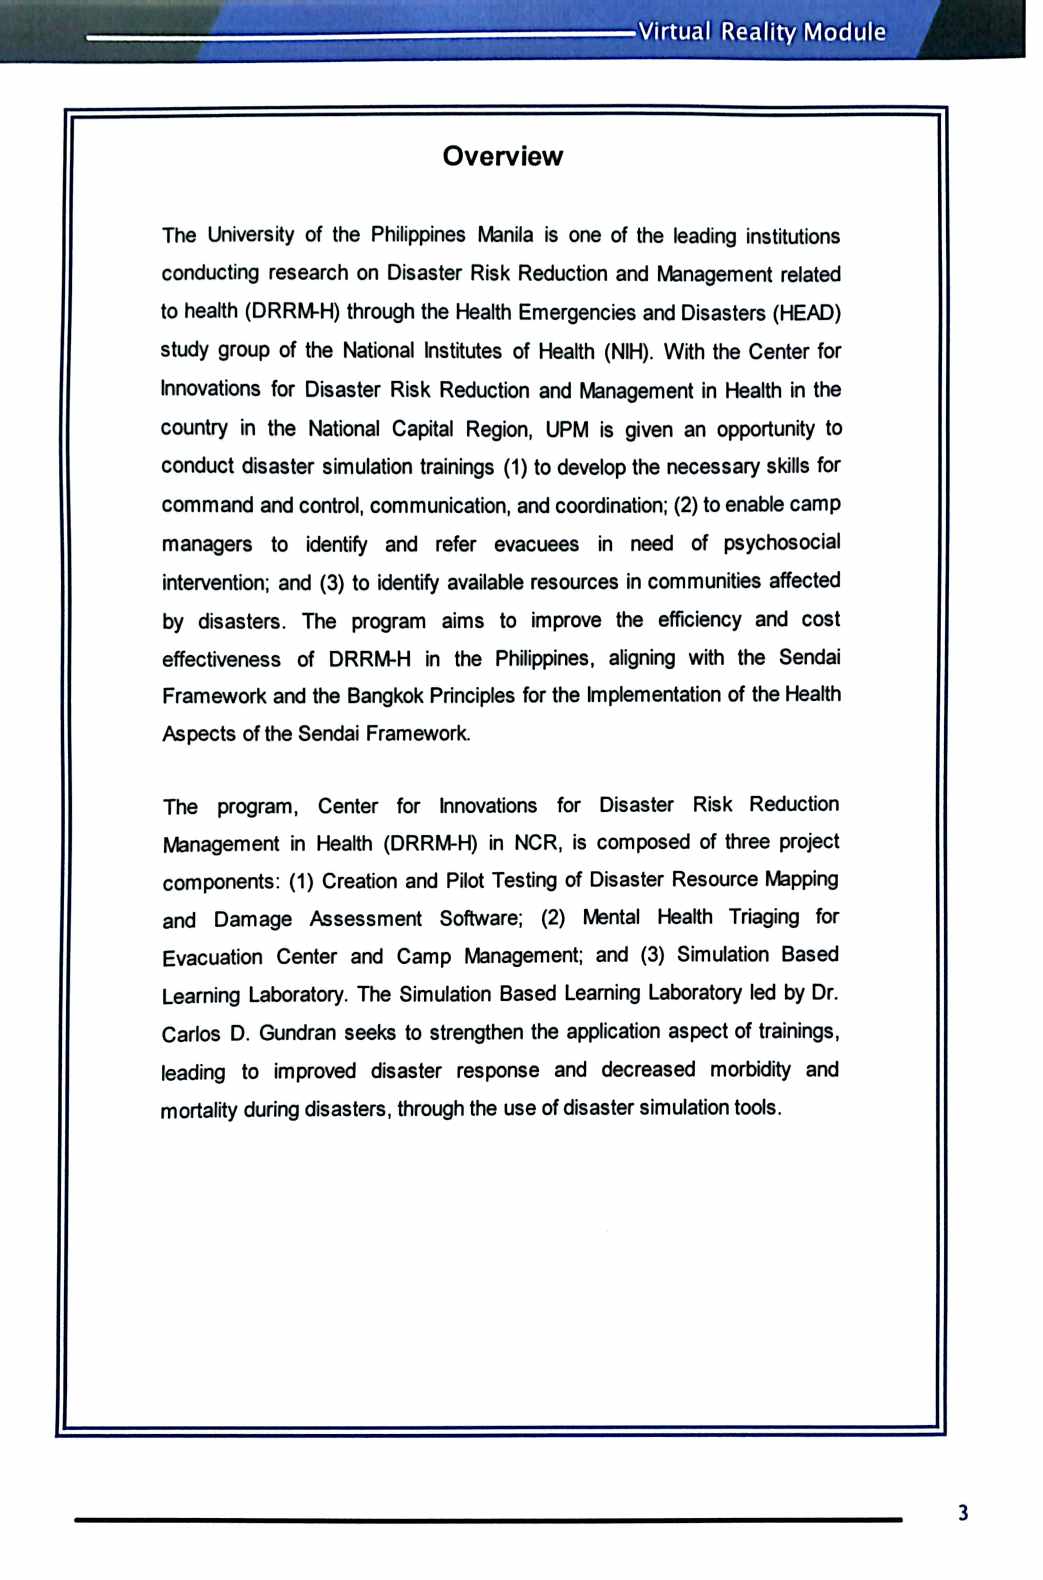 Virtual Reality Module
Overview
The University of the Philippines Manila is one of the leading institutions
conducting research on Disaster Risk Reduction and Management related
to health (DRRM-H) through the Health Emergencies and Disasters (HEAD)
study group of the National Institutes of Health (NIH). With the Center for
Innovations for Disaster Risk Reduction and Management in Health in the
country in the National Capital Region, UPM is given an opportunity to
conduct disaster simulation trainings (1) to develop the necessary skills for
command and control, communication, and coordination; (2) to enable camp
managers to identify and refer evacuees in need of psychosocial
intervention; and (3) to identify available resources in communities affected
by disasters. The program aims to improve the efficiency and cost
effectiveness of DRRM-H in the Philippines, aligning with the Sendai
Framework and the Bangkok Principles for the Implementation of the Health
Aspects of the Sendai Framework.
The program, Center for Innovations for Disaster Risk Reduction
Management in Health (DRRM-H) in NCR, is composed of three project
components: (1) Creation and Pilot Testing of Disaster Resource Mapping
and Damage Assessment Software; (2) Mental Health Triaging for
Evacuation Center and Camp Management; and (3) Simulation Based
Learning Laboratory. The Simulation Based Learning Laboratory led by Dr.
Carlos D. Gundran seeks to strengthen the application aspect of trainings,
leading to improved disaster response and decreased morbidity and
mortality during disasters, through the use of disaster simulation tools.
3